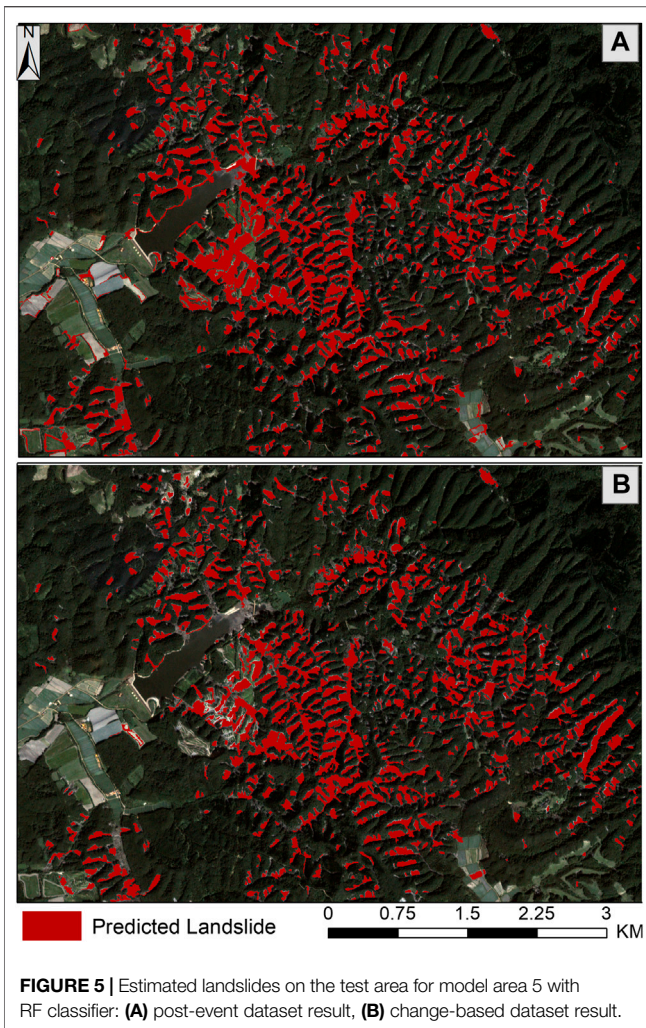 N
A
B
Predicted Landslide
0 0.75 1.5 2.25 3
KM
FIGURE 5 | Estimated landslides on the test area for model area 5 with
RF classifier: (A) post-event dataset result, (B) change-based dataset result.